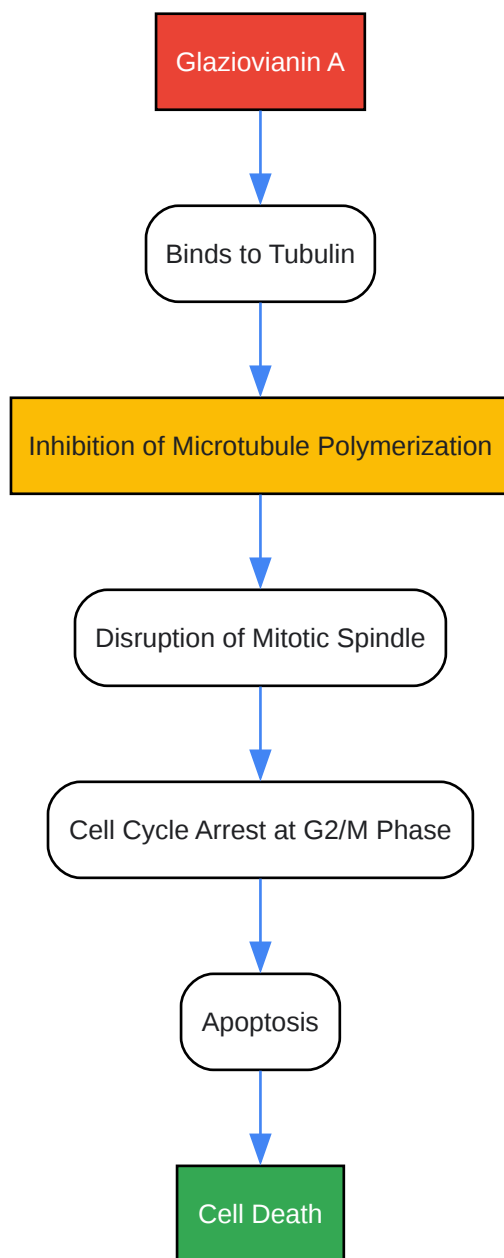 Glaziovianin A
Binds to Tubulin
Inhibition of Microtubule Polymerization
Disruption of Mitotic Spindle
Cell Cycle Arrest at G2/M Phase
Apoptosis
Cell Death